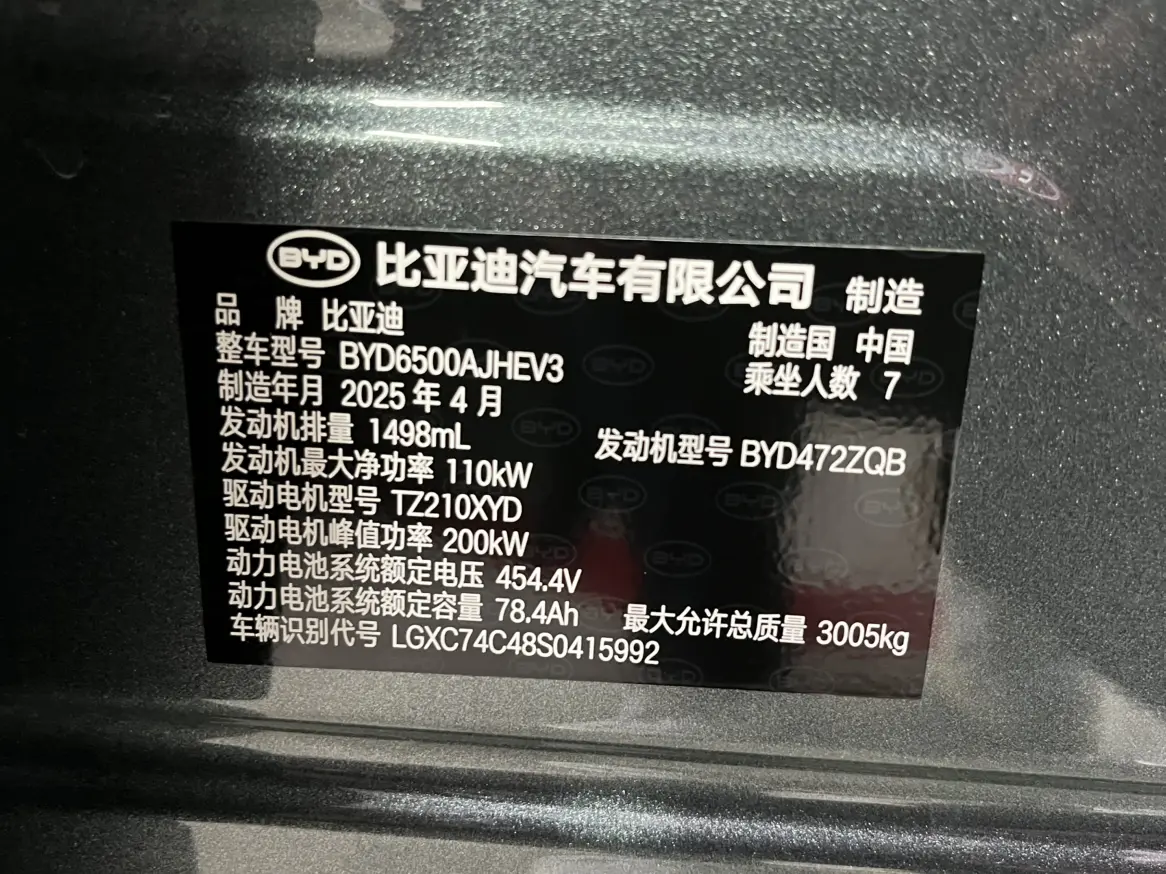 BYD 比亚迪汽车有限公司 制造
品 牌 比亚迪
制造国 中国
整车型号 BYD6500AJHEV3
乘坐人数 7
制造年月 2025 年 4 月
发动机排量 1498mL
发动机型号 BYD472ZQB
发动机最大净功率 110kW
驱动电机型号 TZ210XYD
驱动电机峰值功率 200kW
动力电池系统额定电压 454.4V
动力电池系统额定容量 78.4Ah
最大允许总质量 3005kg
车辆识别代号 LGXC74C48S0415992